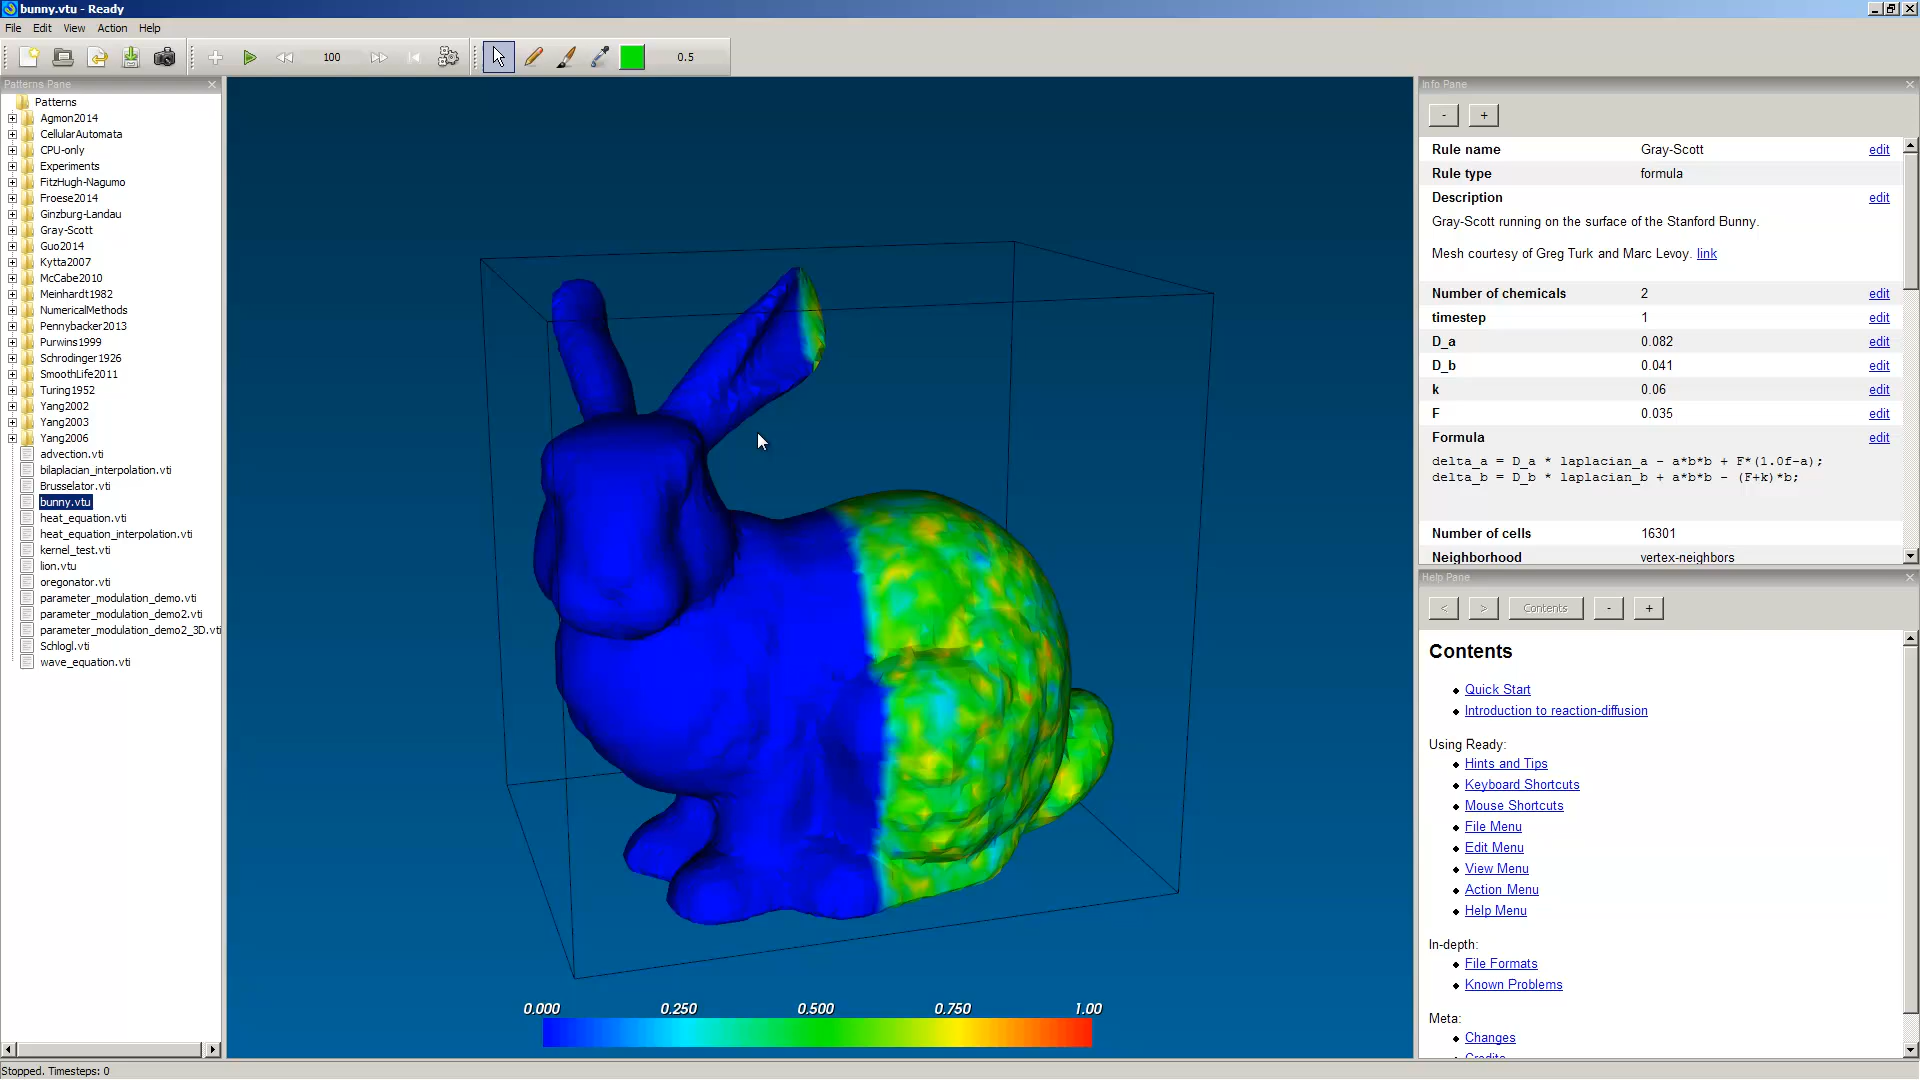 bunny.vtu - Ready
File Edit View Action Help
100 0.5
Patterns Pane
Patterns
Agmon2014
CellularAutomata
CPU-only
Experiments
FitzHugh-Nagumo
Froese2014
Ginzburg-Landau
Gray-Scott
Guo2014
Kytta2007
McCabe2010
Meinhardt1982
NumericalMethods
Pennybacker2013
Purwins1999
Schrodinger1926
SmoothLife2011
Turing1952
Yang2002
Yang2003
Yang2006
advection.vti
bilaplacian_interpolation.vti
Brusselator.vti
bunny.vtu
heat_equation.vti
heat_equation_interpolation.vti
kernel_test.vti
lion.vtu
oregonator.vti
parameter_modulation_demo.vti
parameter_modulation_demo2.vti
parameter_modulation_demo2_3D.vti
Schlogl.vti
wave_equation.vti
0.000 0.250 0.500 0.750 1.00
Info Pane
- +
Rule name Gray-Scott edit
Rule type formula
Description edit
Gray-Scott running on the surface of the Stanford Bunny.
Mesh courtesy of Greg Turk and Marc Levoy. link
Number of chemicals 2 edit
timestep 1 edit
D_a 0.082 edit
D_b 0.041 edit
k 0.06 edit
F 0.035 edit
Formula edit
delta_a = D_a * laplacian_a - a*b*b + F*(1.0f-a);
delta_b = D_b * laplacian_b + a*b*b - (F+k)*b;
Number of cells 16301
Neighborhood vertex-neighbors
Help Pane
< > Contents - +
Contents
Quick Start
Introduction to reaction-diffusion
Using Ready:
Hints and Tips
Keyboard Shortcuts
Mouse Shortcuts
File Menu
Edit Menu
View Menu
Action Menu
Help Menu
In-depth:
File Formats
Known Problems
Meta:
Changes
Credits
Stopped. Timesteps: 0